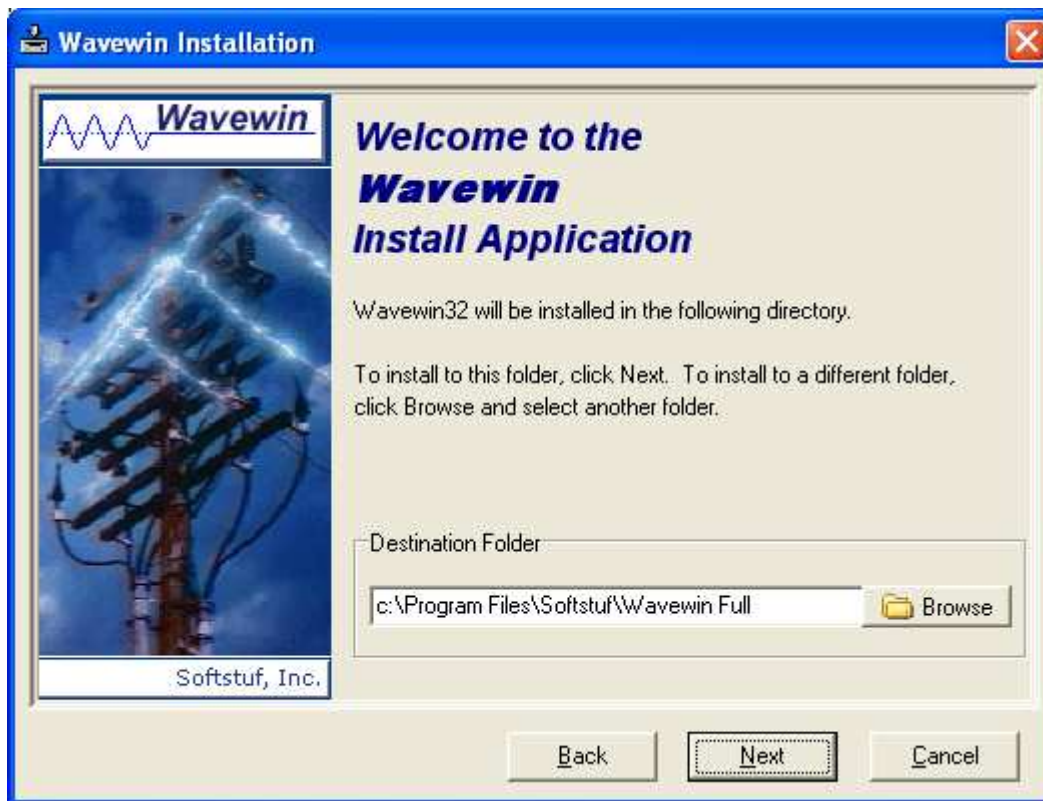 Wavewin Installation
Wavewin
Welcome to the
Wavewin
Install Application
Wavewin32 will be installed in the following directory.
To install to this folder, click Next. To install to a different folder,
click Browse and select another folder.
Destination Folder
c:\Program Files\Softstuf\Wavewin Full
Browse
Softstuf, Inc.
Back
Next
Cancel